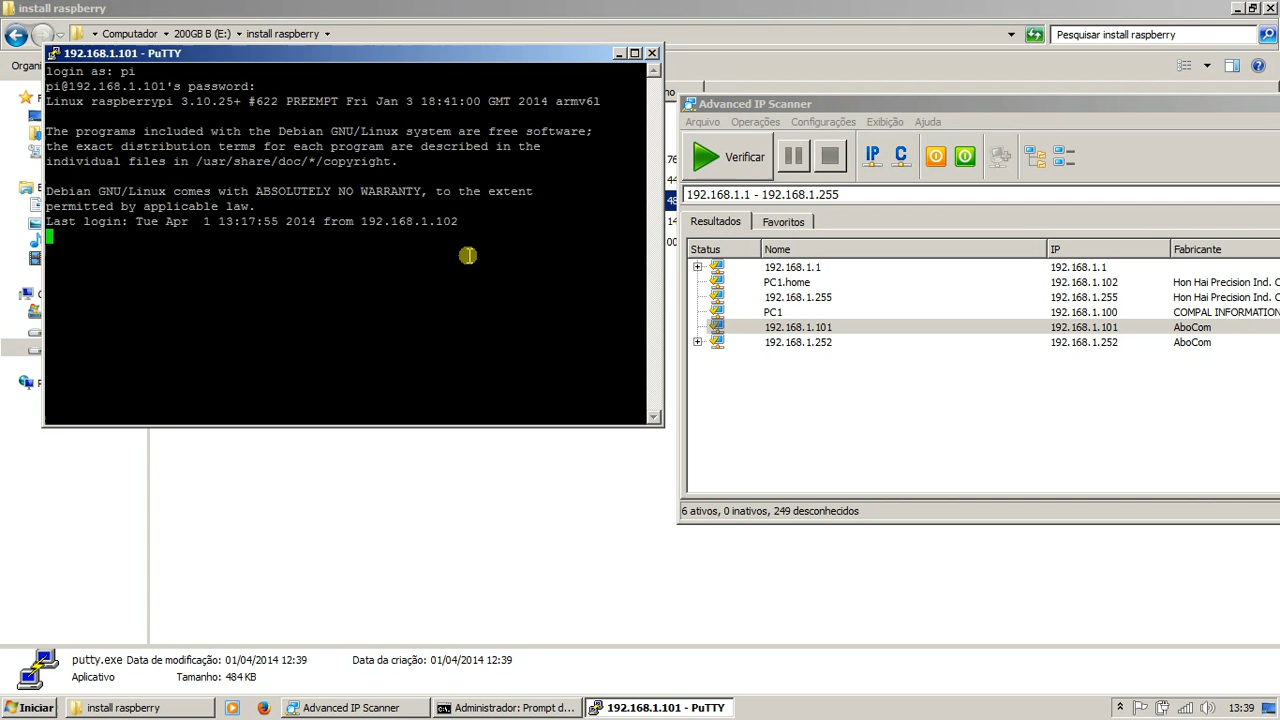 install raspberry
Computador
200GB B (E:)
install raspberry
Pesquisar install raspberry
Organi
192.168.1.101 - PuTTY
login as: pi
pi@192.168.1.101's password:
Linux raspberrypi 3.10.25+ #622 PREEMPT Fri Jan 3 18:41:00 GMT 2014 armv6l
The programs included with the Debian GNU/Linux system are free software;
the exact distribution terms for each program are described in the
individual files in /usr/share/doc/*/copyright.
Debian GNU/Linux comes with ABSOLUTELY NO WARRANTY, to the extent
permitted by applicable law.
Last login: Tue Apr  1 13:17:55 2014 from 192.168.1.102
Advanced IP Scanner
Arquivo Operações Configurações Exibição Ajuda
Verificar
IP
C
192.168.1.1 - 192.168.1.255
Resultados
Favoritos
Status Nome IP Fabricante
192.168.1.1 192.168.1.1
PC1.home 192.168.1.102 Hon Hai Precision Ind. C
192.168.1.255 192.168.1.255 Hon Hai Precision Ind. C
PC1 192.168.1.100 COMPAL INFORMATION
192.168.1.101 192.168.1.101 AboCom
192.168.1.252 192.168.1.252 AboCom
6 ativos, 0 inativos, 249 desconhecidos
putty.exe Data de modificação: 01/04/2014 12:39 Data da criação: 01/04/2014 12:39
Aplicativo Tamanho: 484 KB
Iniciar
install raspberry
Advanced IP Scanner
Administrador: Prompt d...
192.168.1.101 - PuTTY
13:39